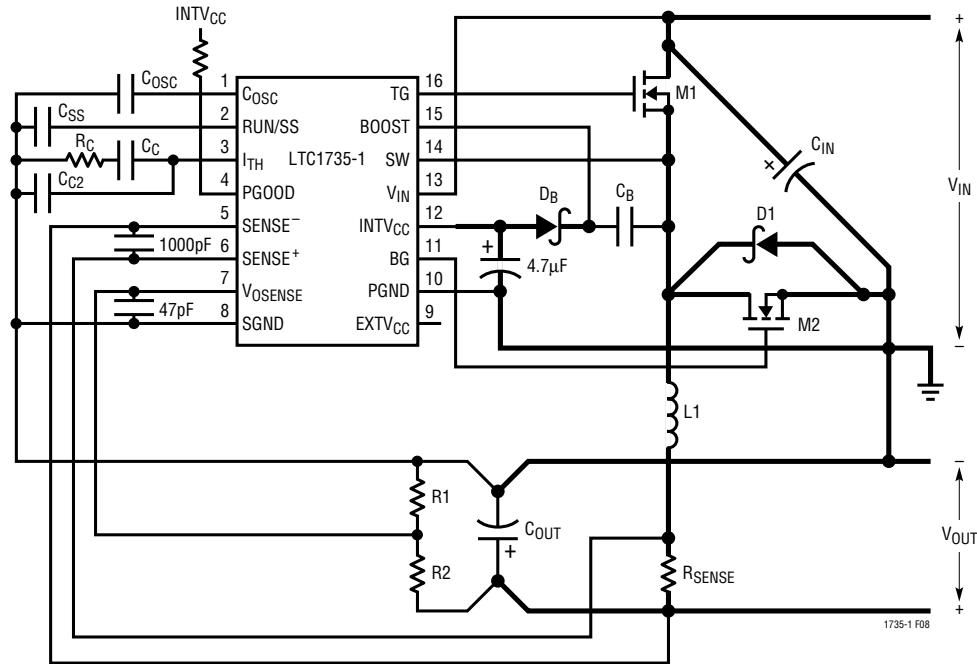 INTVCC
COSC
CSS
RC
CC
CC2
1000pF
47pF
1
2
3
4
5
6
7
8
COSC
RUN/SS
ITH
PGOOD
SENSE−
SENSE+
VOSENSE
SGND
LTC1735-1
TG
BOOST
SW
VIN
INTVCC
BG
PGND
EXTVCC
16
15
14
13
12
11
10
9
DB
CB
+
4.7µF
M1
CIN
+
D1
M2
L1
+
VIN
−
R1
R2
COUT
+
RSENSE
−
VOUT
+
1735-1 F08